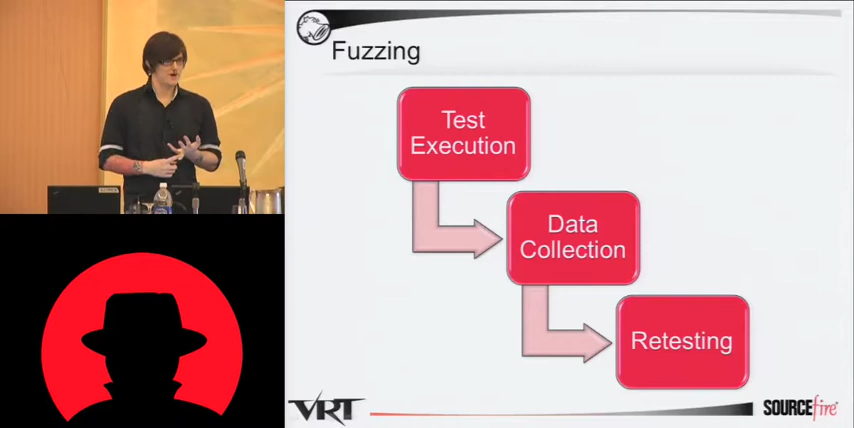 Fuzzing
Test
Execution
Data
Collection
Retesting
VRT
SOURCEfire